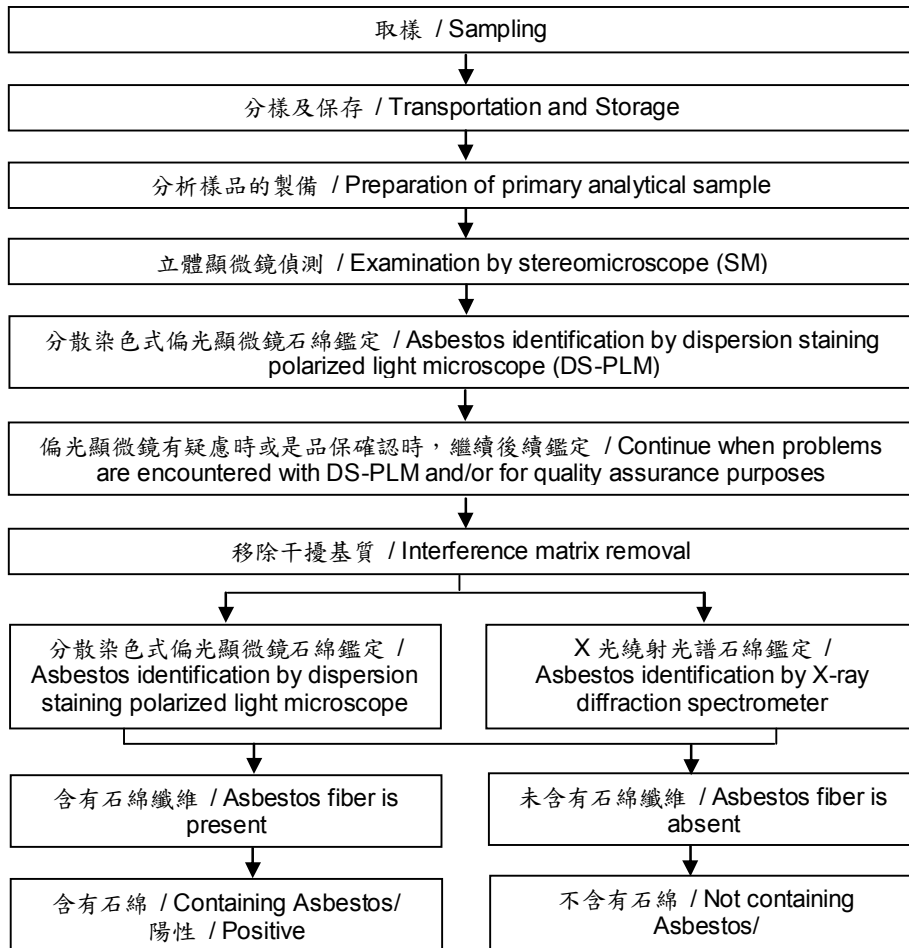 取樣 / Sampling
分樣及保存 / Transportation and Storage
分析樣品的製備 / Preparation of primary analytical sample
立體顯微鏡偵測 / Examination by stereomicroscope (SM)
分散染色式偏光顯微鏡石綿鑑定 / Asbestos identification by dispersion staining
polarized light microscope (DS-PLM)
偏光顯微鏡有疑慮時或是品保確認時，繼續後續鑑定 / Continue when problems
are encountered with DS-PLM and/or for quality assurance purposes
移除干擾基質 / Interference matrix removal
分散染色式偏光顯微鏡石綿鑑定 /
Asbestos identification by dispersion
staining polarized light microscope
X 光繞射光譜石綿鑑定 /
Asbestos identification by X-ray
diffraction spectrometer
含有石綿纖維 / Asbestos fiber is
present
未含有石綿纖維 / Asbestos fiber is
absent
含有石綿 / Containing Asbestos/
陽性 / Positive
不含有石綿 / Not containing
Asbestos/